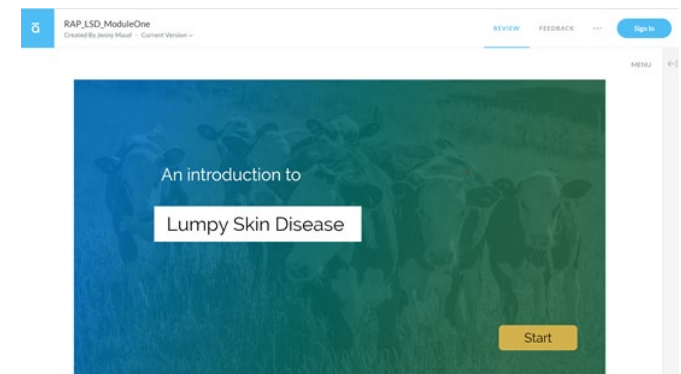 RAP_LSD_ModuleOne
Created By Jenny Maud - Current Version
REVIEW FEEDBACK Sign In
MENU
An introduction to
Lumpy Skin Disease
Start